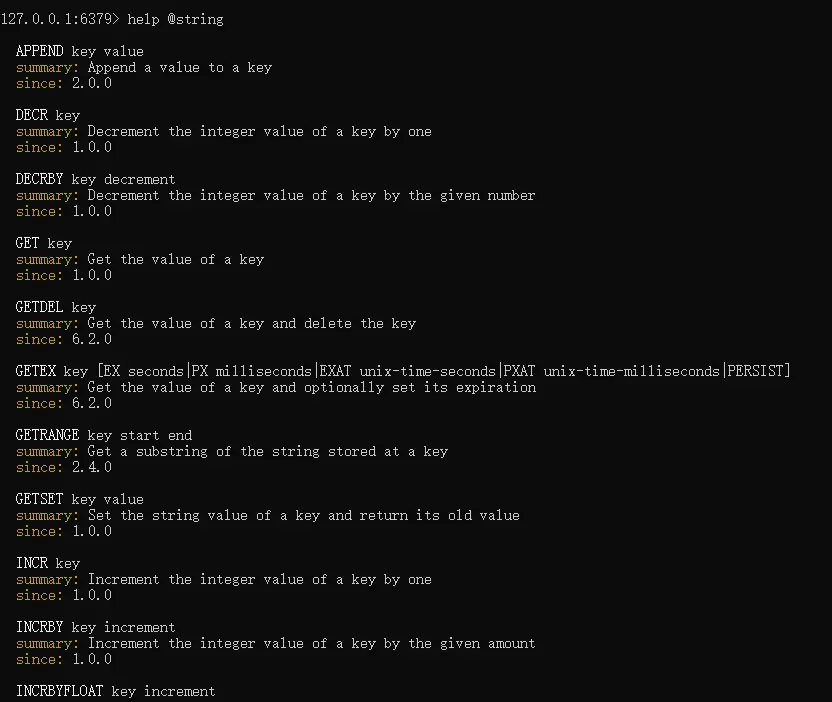 127.0.0.1:6379> help @string
APPEND key value
summary: Append a value to a key
since: 2.0.0
DECR key
summary: Decrement the integer value of a key by one
since: 1.0.0
DECRBY key decrement
summary: Decrement the integer value of a key by the given number
since: 1.0.0
GET key
summary: Get the value of a key
since: 1.0.0
GETDEL key
summary: Get the value of a key and delete the key
since: 6.2.0
GETEX key [EX seconds|PX milliseconds|EXAT unix-time-seconds|PXAT unix-time-milliseconds|PERSIST]
summary: Get the value of a key and optionally set its expiration
since: 6.2.0
GETRANGE key start end
summary: Get a substring of the string stored at a key
since: 2.4.0
GETSET key value
summary: Set the string value of a key and return its old value
since: 1.0.0
INCR key
summary: Increment the integer value of a key by one
since: 1.0.0
INCRBY key increment
summary: Increment the integer value of a key by the given amount
since: 1.0.0
INCRBYFLOAT key increment